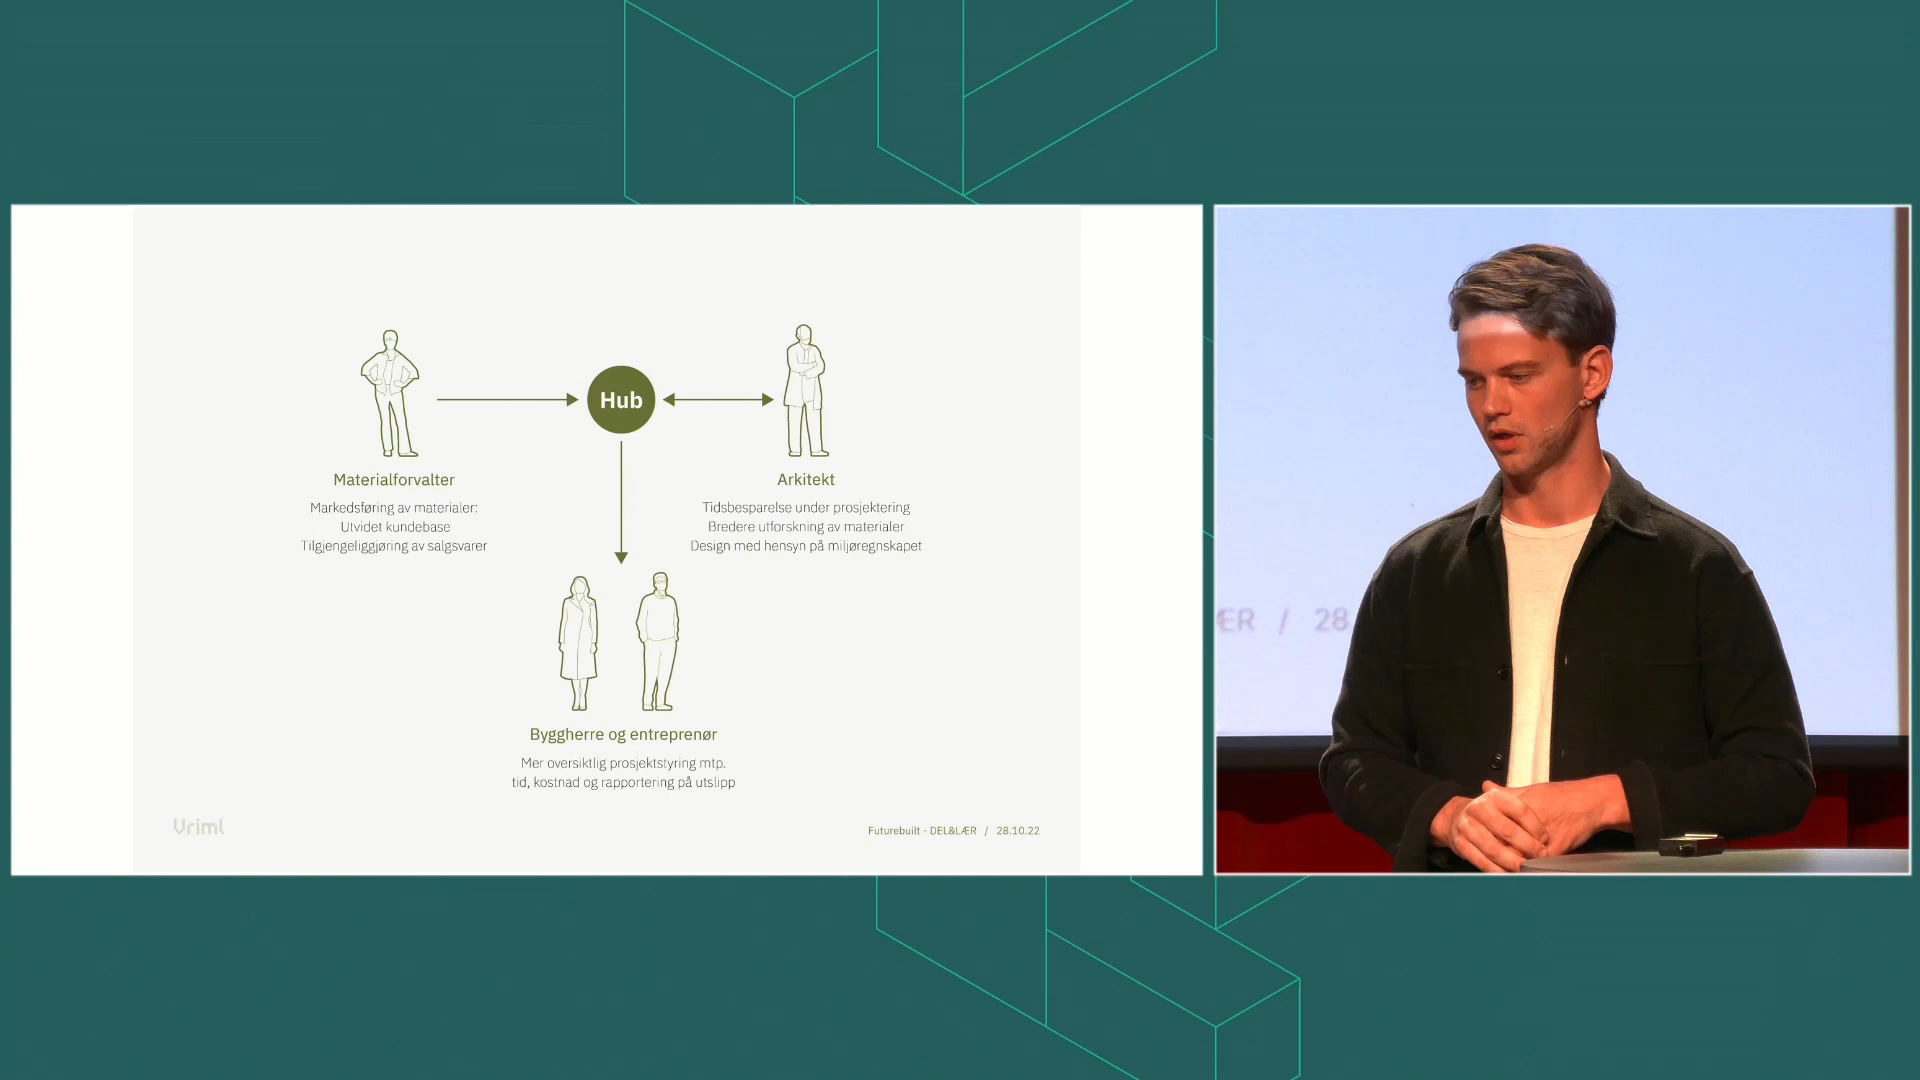 Hub
Materialforvalter
Markedsføring av materialer:
Utvidet kundebase
Tilgjengeliggjøring av salgsvarer
Arkitekt
Tidsbesparelse under prosjektering
Bredere utforskning av materialer
Design med hensyn på miljøregnskapet
Byggherre og entreprenør
Mer oversiktlig prosjektstyring mtp.
tid, kostnad og rapportering på utslipp
Vriml
Futurebuilt - DEL&LÆR / 28.10.22
ÆR / 28